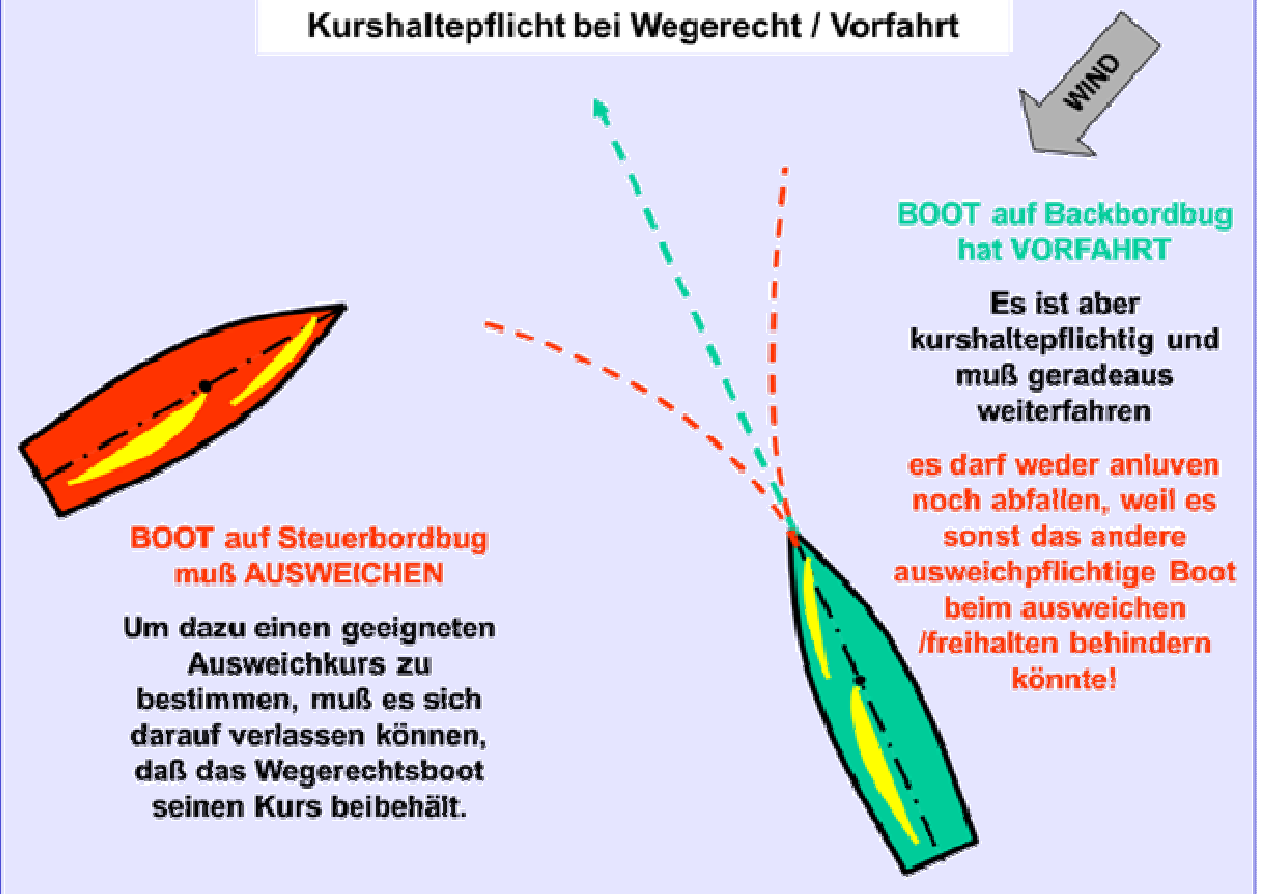 Kurshaltepflicht bei Wegerecht / Vorfahrt
WIND
BOOT auf Backbordbug
hat VORFAHRT
Es ist aber
kurshaltepflichtig und
muß geradeaus
weiterfahren
es darf weder anluven
noch abfallen, weil es
sonst das andere
ausweichpflichtige Boot
beim ausweichen
/freihalten behindern
könnte!
BOOT auf Steuerbordbug
muß AUSWEICHEN
Um dazu einen geeigneten
Ausweichkurs zu
bestimmen, muß es sich
darauf verlassen können,
daß das Wegerechtsboot
seinen Kurs beibehält.